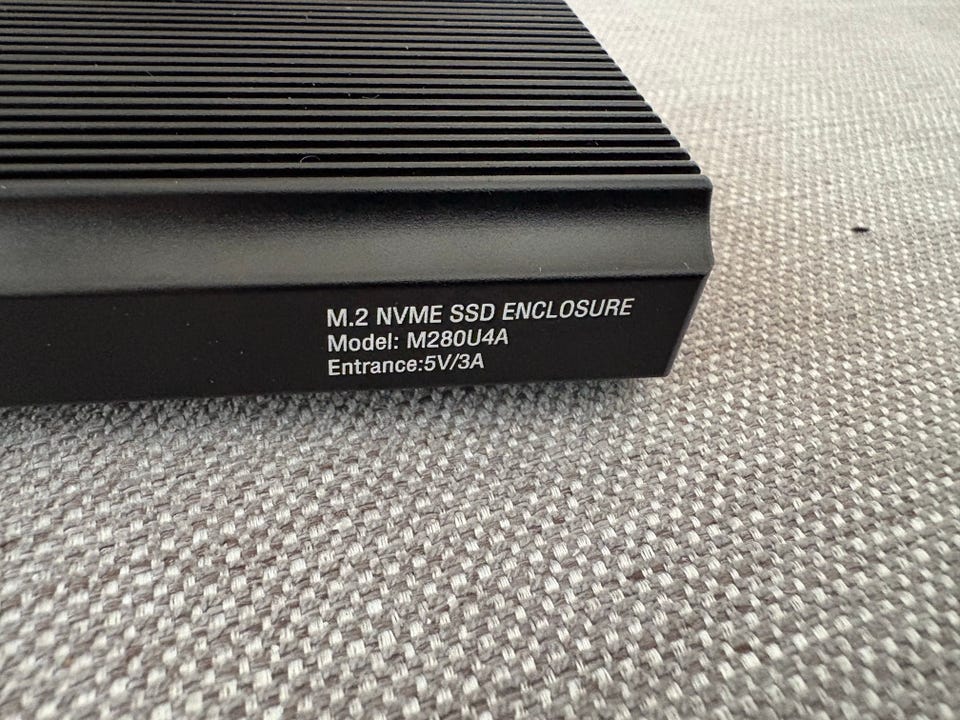 M.2 NVME SSD ENCLOSURE
Model: M280U4A
Entrance:5V/3A